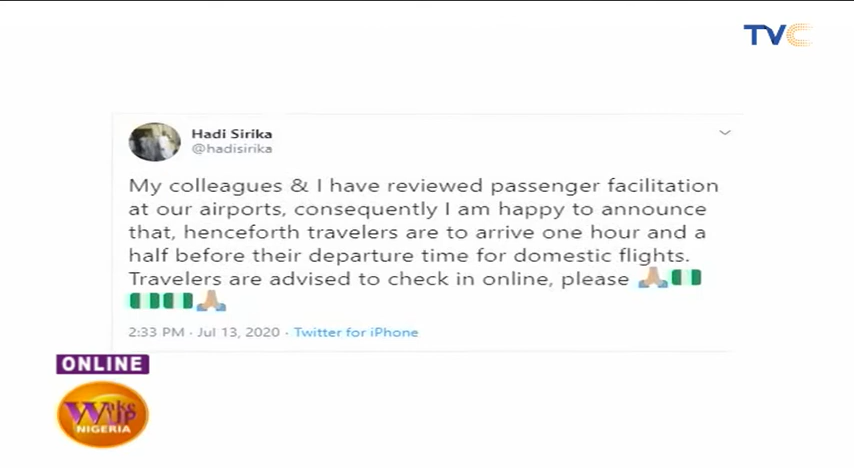 TVC
Hadi Sirika
@hadisirika
My colleagues & I have reviewed passenger facilitation
at our airports, consequently I am happy to announce
that, henceforth travelers are to arrive one hour and a
half before their departure time for domestic flights.
Travelers are advised to check in online, please 🙏🏼🇳🇬
🇳🇬🇳🇬🙏🏼
2:33 PM · Jul 13, 2020 · Twitter for iPhone
ONLINE
Wake
UP
NIGERIA